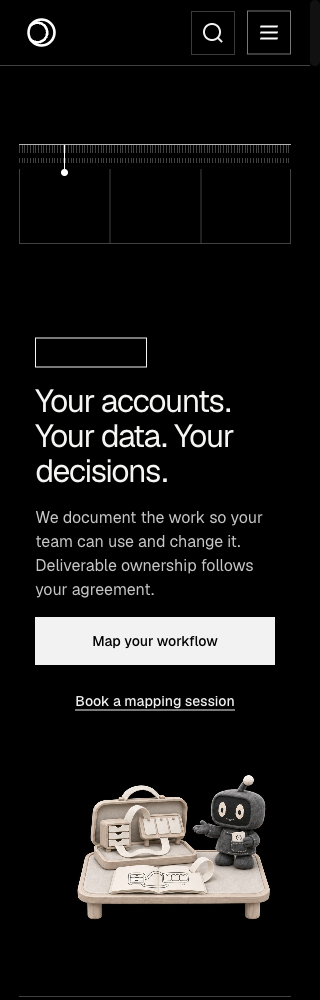 Your accounts.
Your data. Your
decisions.
We document the work so your
team can use and change it.
Deliverable ownership follows
your agreement.
Map your workflow
Book a mapping session